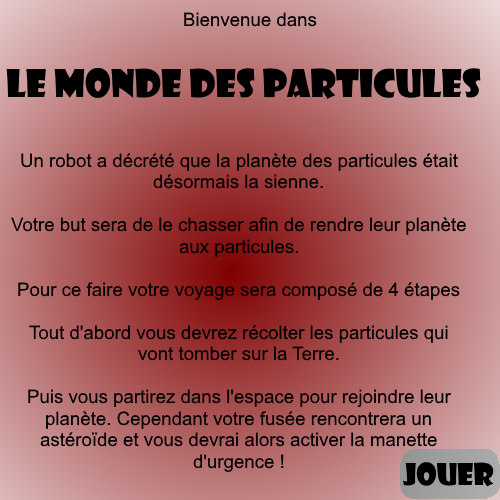 Bienvenue dans
LE MONDE DES PARTICULES
Un robot a décrété que la planète des particules était
désormais la sienne.
Votre but sera de le chasser afin de rendre leur planète
aux particules.
Pour ce faire votre voyage sera composé de 4 étapes
Tout d'abord vous devrez récolter les particules qui
vont tomber sur la Terre.
Puis vous partirez dans l'espace pour rejoindre leur
planète. Cependant votre fusée rencontrera un
astéroïde et vous devrai alors activer la manette
d'urgence !
JOUER